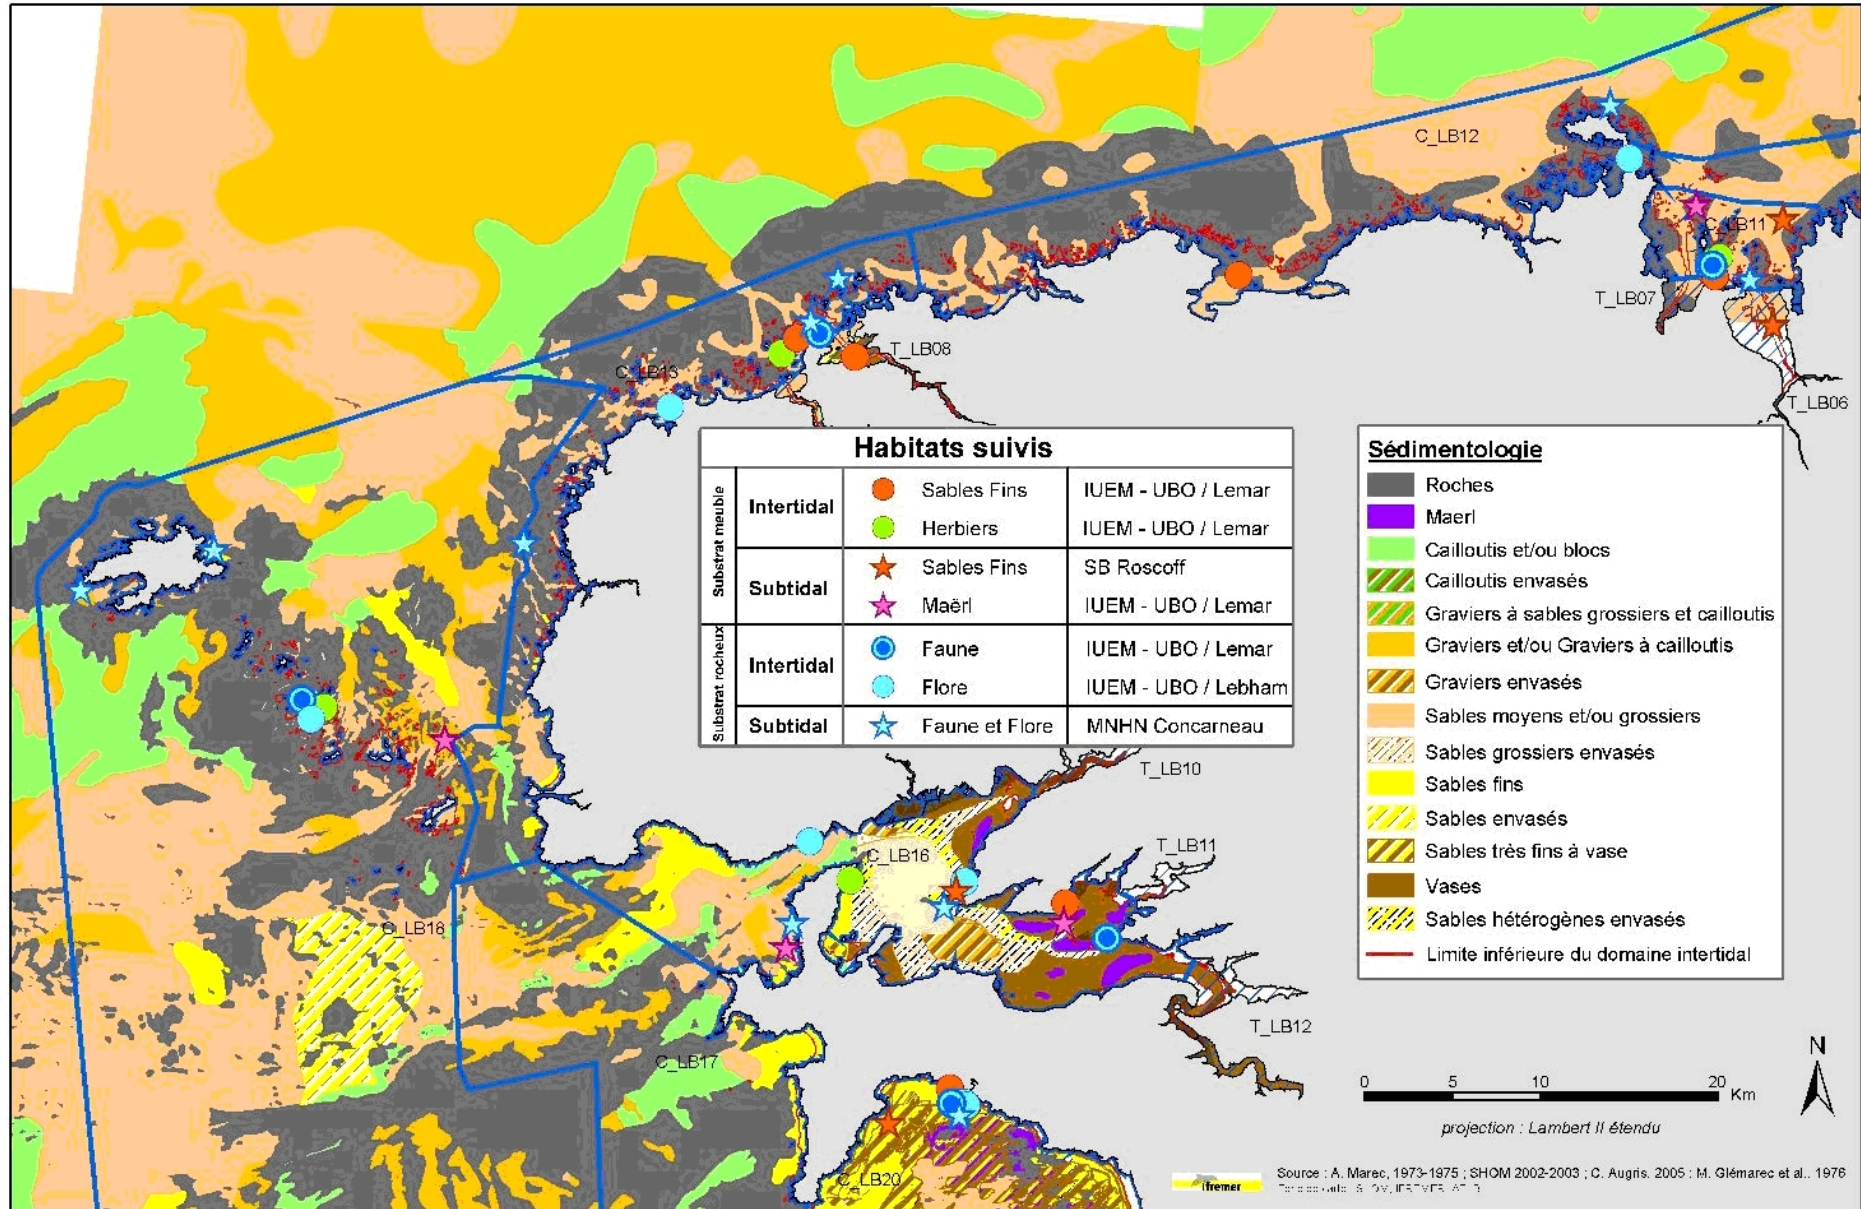 C_LB12
C_LB11
T_LB07
T_LB08
C_LB13
T_LB06
Habitats suivis
Substrat meuble
Intertidal
Sables Fins IUEM - UBO / Lemar
Herbiers IUEM - UBO / Lemar
Subtidal
Sables Fins SB Roscoff
Maërl IUEM - UBO / Lemar
Substrat rocheux
Intertidal
Faune IUEM - UBO / Lemar
Flore IUEM - UBO / Lebham
Subtidal Faune et Flore MNHN Concarneau
Sédimentologie
Roches
Maerl
Cailloutis et/ou blocs
Cailloutis envasés
Graviers à sables grossiers et cailloutis
Graviers et/ou Graviers à cailloutis
Graviers envasés
Sables moyens et/ou grossiers
Sables grossiers envasés
Sables fins
Sables envasés
Sables très fins à vase
Vases
Sables hétérogènes envasés
Limite inférieure du domaine intertidal
T_LB10
T_LB11
C_LB16
C_LB18
T_LB12
C_LB17
C_LB20
N
0 5 10 20
Km
projection : Lambert II étendu
ifremer
Source : A. Marec, 1973-1975 ; SHOM 2002-2003 ; C. Augris, 2005 ; M. Glémarec et al., 1976